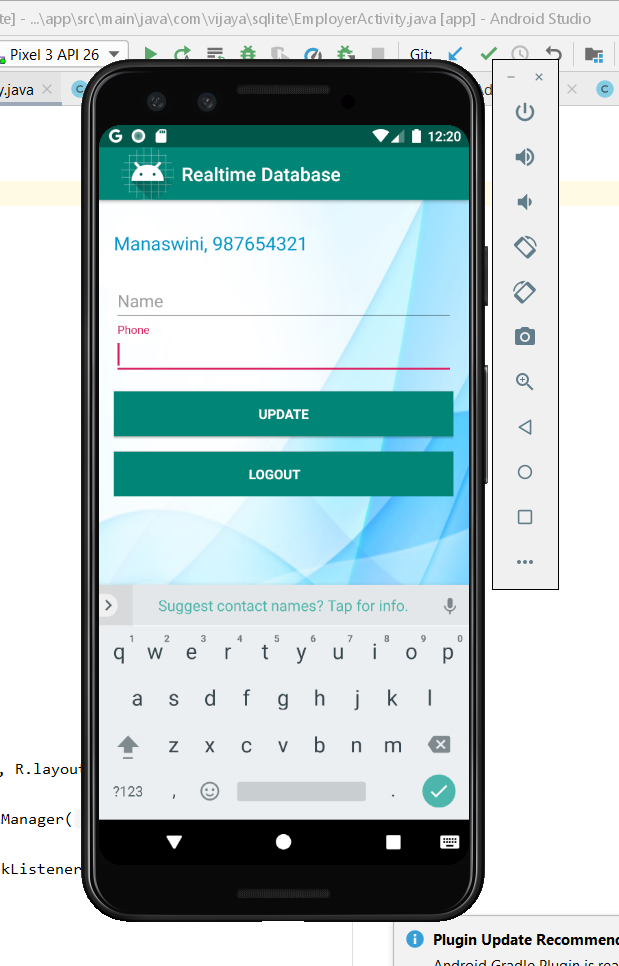 ite] - ...\app\src\main\java\com\vijaya\sqlite\EmployerActivity.java [app] - Android Studio
Pixel 3 API 26
Git:
y.java
Ad
12:20
Realtime Database
Manaswini, 987654321
Name
Phone
UPDATE
LOGOUT
Suggest contact names? Tap for info.
1 2 3 4 5 6 7 8 9 0
q w e r t y u i o p
a s d f g h j k l
z x c v b n m
?123 , .
, R.layout
Manager(
kListener
Plugin Update Recommend
Android Gradle Plugin is rea